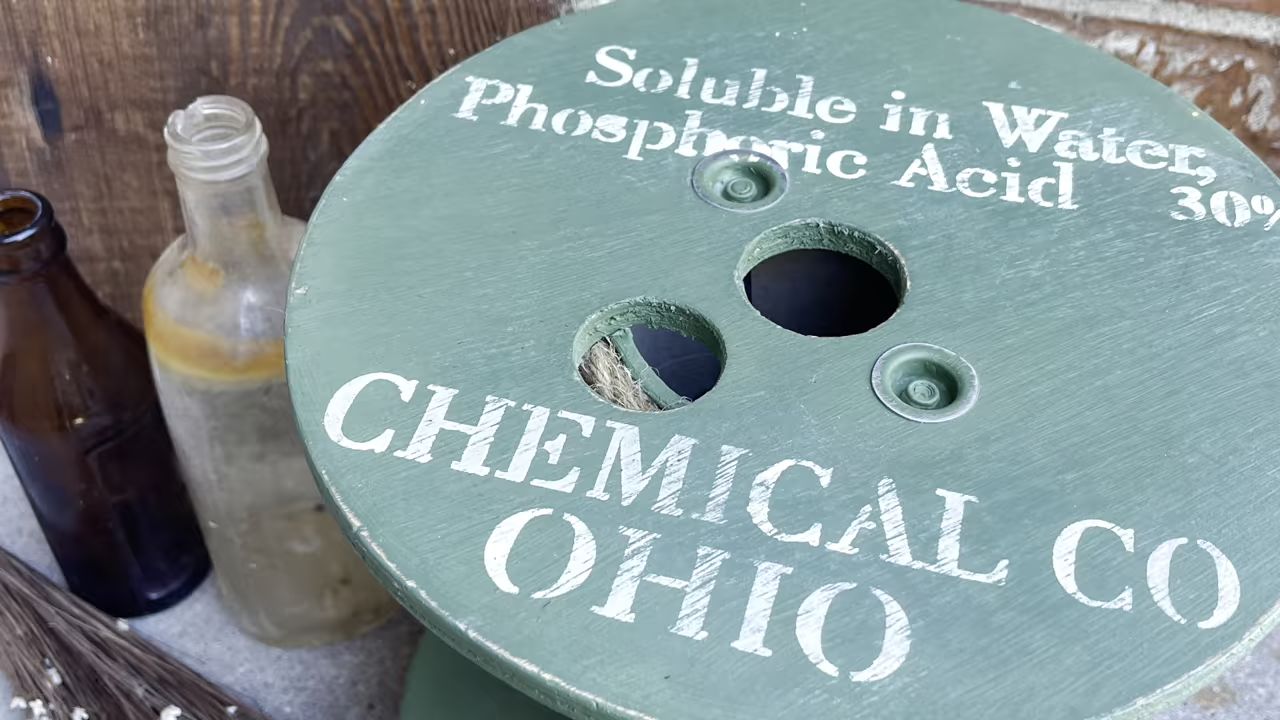 Soluble in Water,
Phosphoric Acid 30%
CHEMICAL CO
OHIO